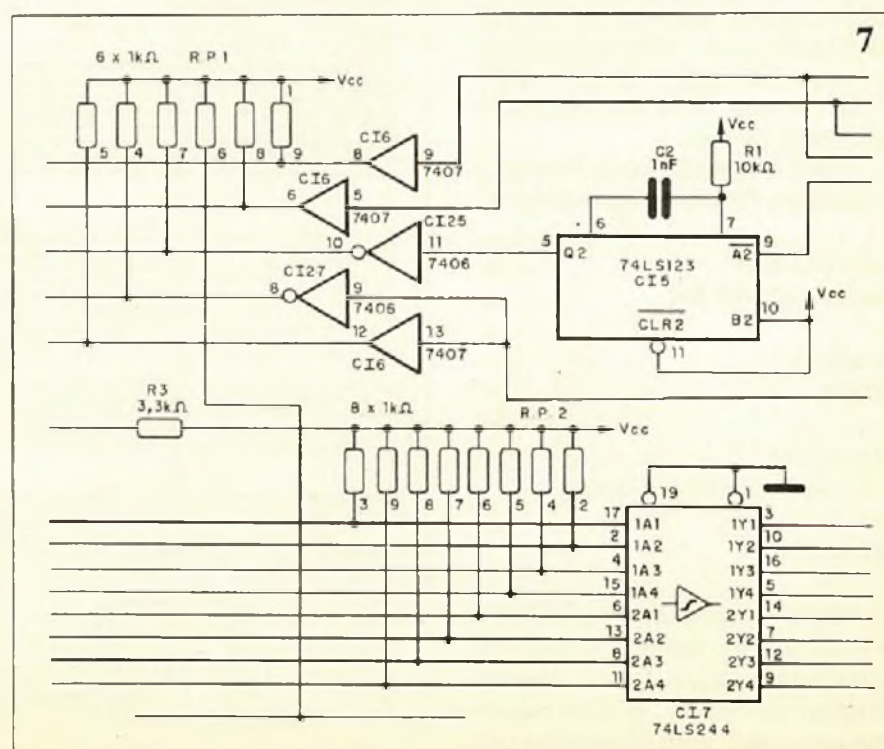 7
6 x 1kΩ R.P.1
Vcc
1
5 4 7 6 8 9
CI6
8 9
7407
CI6
6 5
7407
CI25
10 11
7406
CI27
8 9
7406
12 13
7407
CI6
Vcc
C2
1nF
R1
10kΩ
6 7
5 Q2 A2 9
74LS123
CI5
B2 10
Vcc
CLR2
11
R3
3,3kΩ
8 x 1kΩ R.P.2
Vcc
3 9 8 7 6 5 4 2
19 1
17 1A1 1Y1 3
2 1A2 1Y2 10
4 1A3 1Y3 16
15 1A4 1Y4 5
6 2A1 2Y1 14
13 2A2 2Y2 7
8 2A3 2Y3 12
11 2A4 2Y4 9
CI7
74LS244